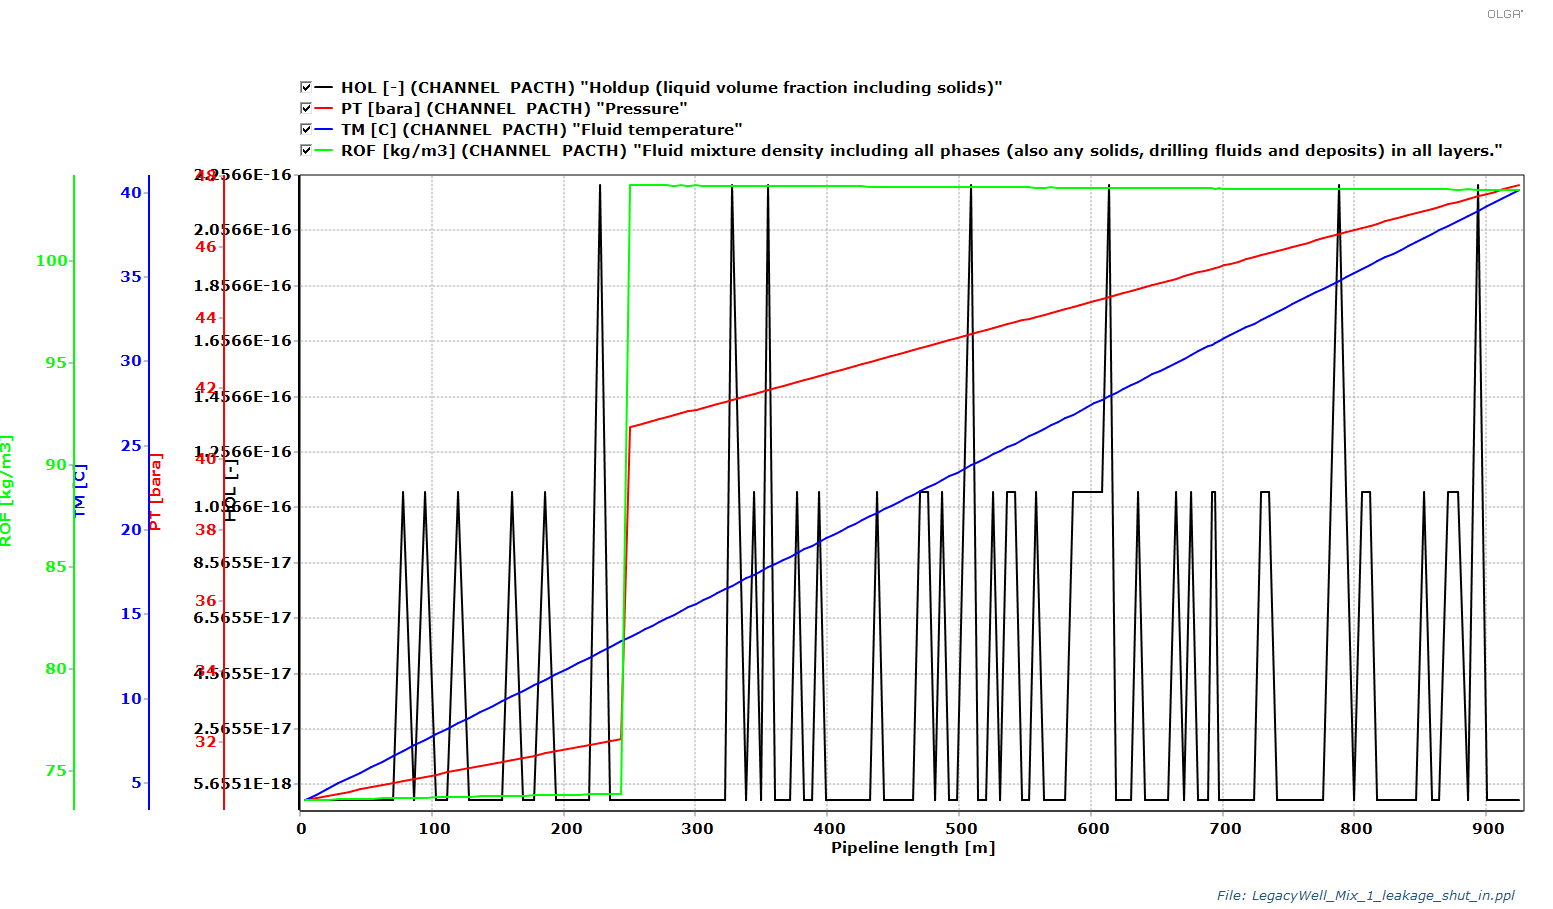 OLGA
HOL [-] (CHANNEL PACTH) "Holdup (liquid volume fraction including solids)"
PT [bara] (CHANNEL PACTH) "Pressure"
TM [C] (CHANNEL PACTH) "Fluid temperature"
ROF [kg/m3] (CHANNEL PACTH) "Fluid mixture density including all phases (also any solids, drilling fluids and deposits) in all layers."
ROF [kg/m3]
100
95
90
85
80
75
TM [C]
40
35
30
25
20
15
10
5
PT [bara]
48
46
44
42
40
38
36
34
32
HOL [-]
2.2566E-16
2.0566E-16
1.8566E-16
1.6566E-16
1.4566E-16
1.2566E-16
1.0566E-16
8.5655E-17
6.5655E-17
4.5655E-17
2.5655E-17
5.6551E-18
0 100 200 300 400 500 600 700 800 900
Pipeline length [m]
File: LegacyWell_Mix_1_leakage_shut_in.ppl